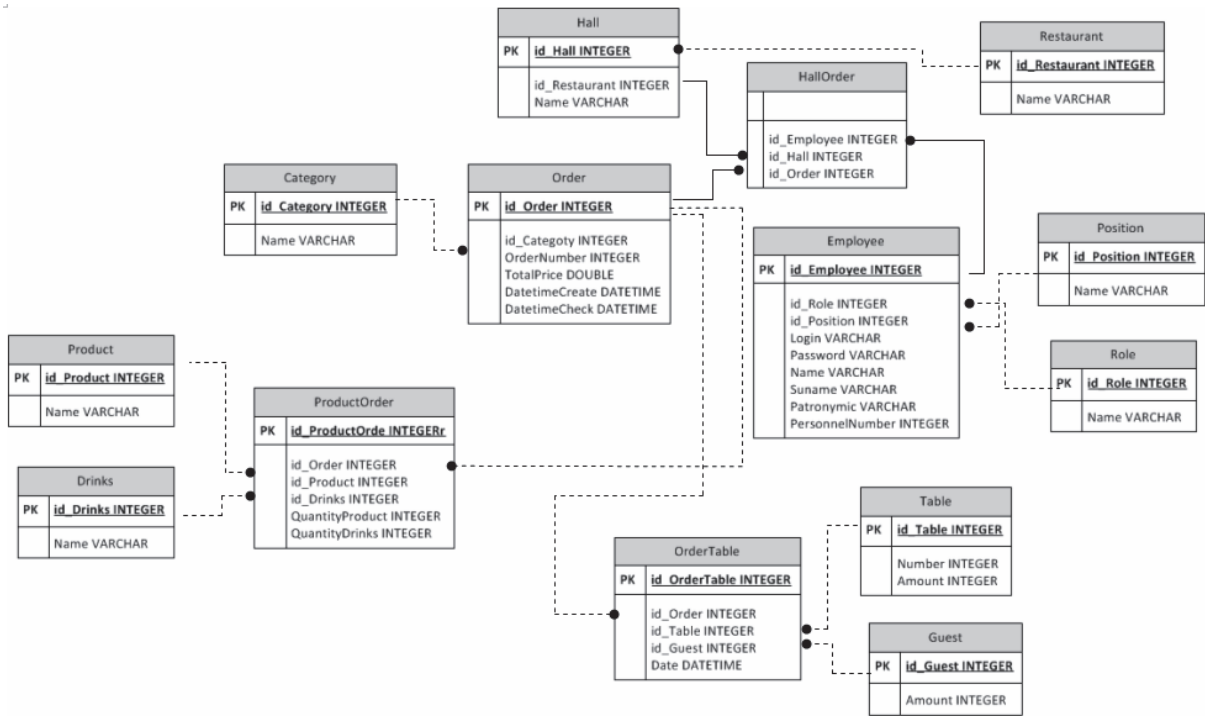 Hall
PK id_Hall INTEGER
id_Restaurant INTEGER
Name VARCHAR
Restaurant
PK id_Restaurant INTEGER
Name VARCHAR
HallOrder
id_Employee INTEGER
id_Hall INTEGER
id_Order INTEGER
Category
PK id_Category INTEGER
Name VARCHAR
Order
PK id_Order INTEGER
id_Categoty INTEGER
OrderNumber INTEGER
TotalPrice DOUBLE
DatetimeCreate DATETIME
DatetimeCheck DATETIME
Employee
PK id_Employee INTEGER
id_Role INTEGER
id_Position INTEGER
Login VARCHAR
Password VARCHAR
Name VARCHAR
Suname VARCHAR
Patronymic VARCHAR
PersonnelNumber INTEGER
Position
PK id_Position INTEGER
Name VARCHAR
Role
PK id_Role INTEGER
Name VARCHAR
Product
PK id_Product INTEGER
Name VARCHAR
ProductOrder
PK id_ProductOrde INTEGERr
id_Order INTEGER
id_Product INTEGER
id_Drinks INTEGER
QuantityProduct INTEGER
QuantityDrinks INTEGER
Drinks
PK id_Drinks INTEGER
Name VARCHAR
OrderTable
PK id_OrderTable INTEGER
id_Order INTEGER
id_Table INTEGER
id_Guest INTEGER
Date DATETIME
Table
PK id_Table INTEGER
Number INTEGER
Amount INTEGER
Guest
PK id_Guest INTEGER
Amount INTEGER